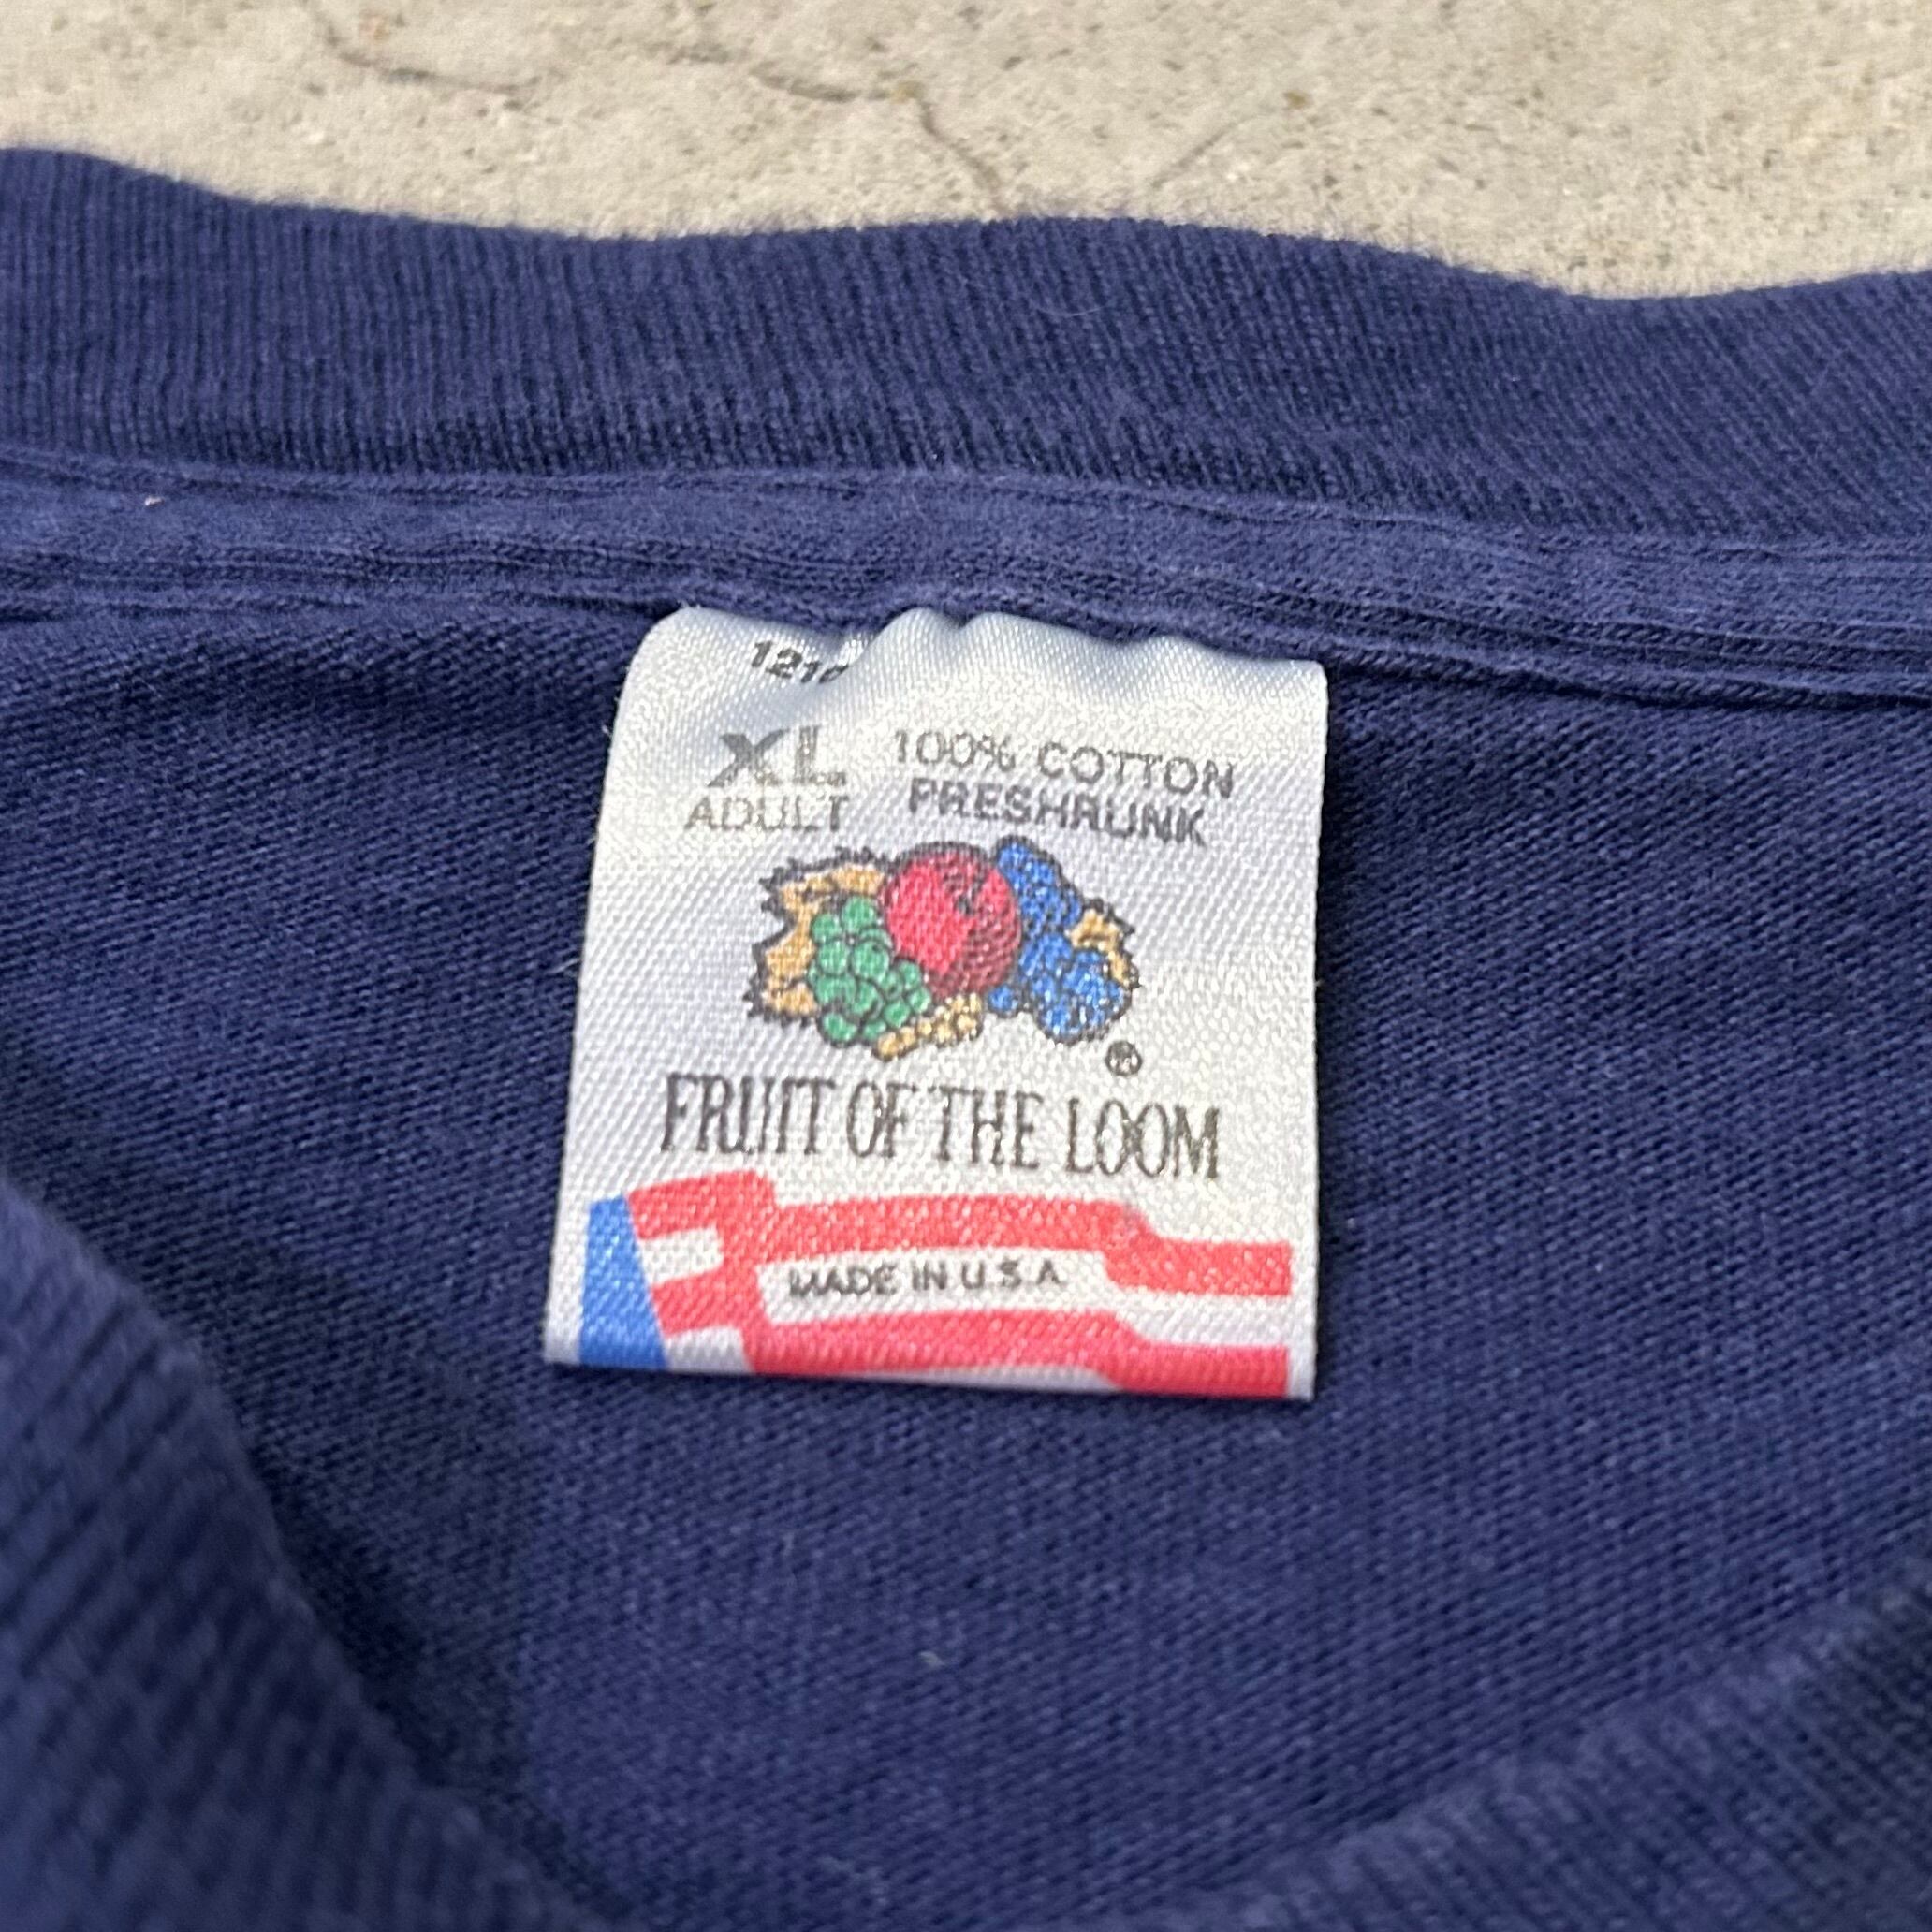 XL
ADULT
100% COTTON
PRESHRUNK
®
FRUIT OF THE LOOM
MADE IN U.S.A